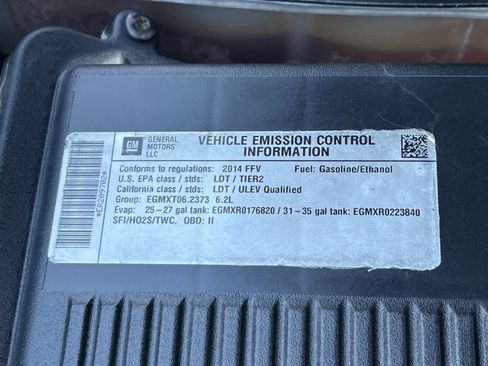 GM
GENERAL
MOTORS
LLC
VEHICLE EMISSION CONTROL
INFORMATION
Conforms to regulations: 2014 FFV Fuel: Gasoline/Ethanol
U.S. EPA class / stds: LDT / TIER2
California class / stds: LDT / ULEV Qualified
Group: EGMXT06.2373 6.2L
Evap: 25-27 gal tank: EGMXR0176820 / 31-35 gal tank: EGMXR0223840
SFI/HO2S/TWC, OBD: II
*ER209702*